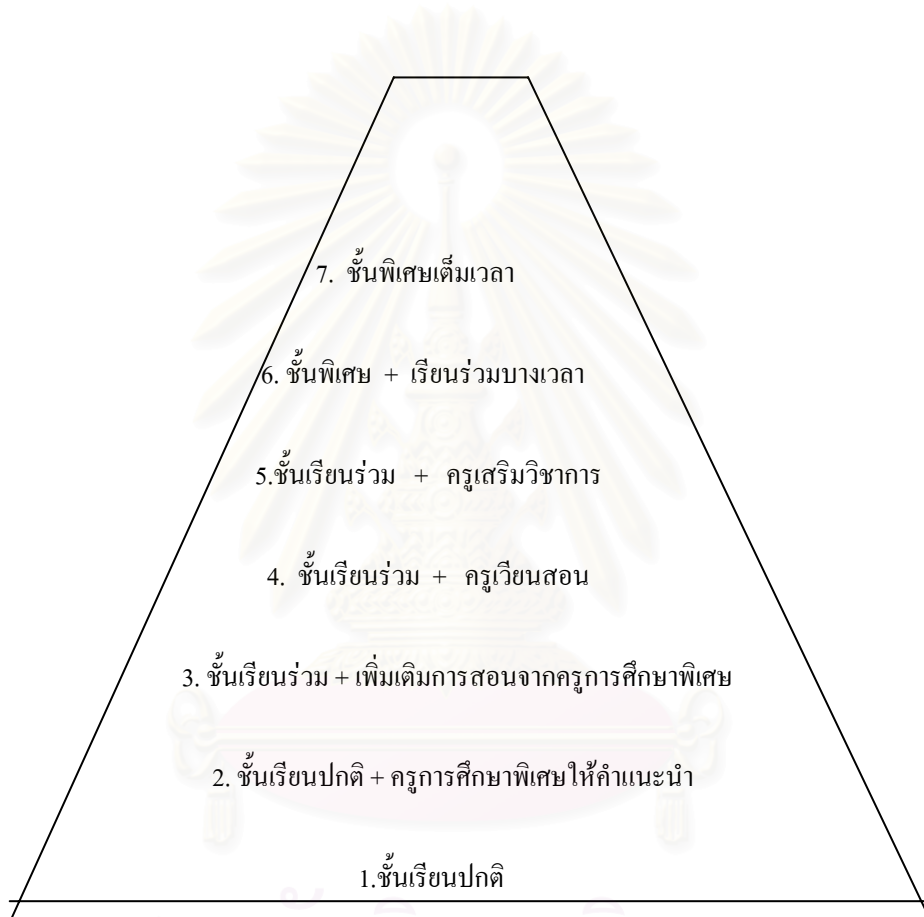 7. ชั้นพิเศษเต็มเวลา
6. ชั้นพิเศษ + เรียนร่วมบางเวลา
5.ชั้นเรียนร่วม + ครูเสริมวิชาการ
4. ชั้นเรียนร่วม + ครูเวียนสอน
3. ชั้นเรียนร่วม + เพิ่มเติมการสอนจากครูการศึกษาพิเศษ
2. ชั้นเรียนปกติ + ครูการศึกษาพิเศษให้คำแนะนำ
1.ชั้นเรียนปกติ